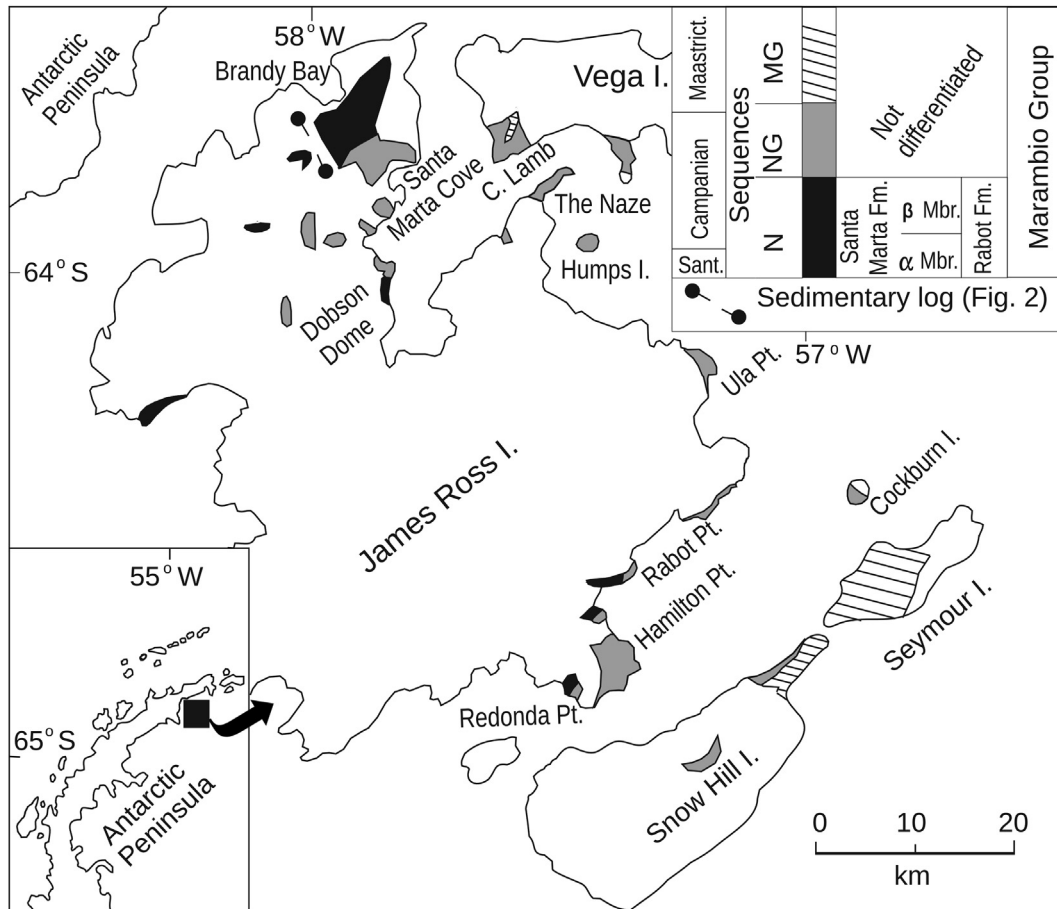 58° W
Antarctic
Peninsula
Brandy Bay
Vega I.
Santa
Marta Cove
C. Lamb
The Naze
Humps I.
64° S
Dobson
Dome
Maastrict.
Campanian
Sant.
Sequences
MG
NG
N
Not
differentiated
Santa
Marta Fm.
β Mbr.
α Mbr.
Rabot Fm.
Marambio Group
Sedimentary log (Fig. 2)
57° W
Ula Pt.
James Ross I.
Cockburn I.
Rabot Pt.
Hamilton Pt.
Seymour I.
Redonda Pt.
Snow Hill I.
55° W
65° S
Antarctic
Peninsula
0 10 20
km